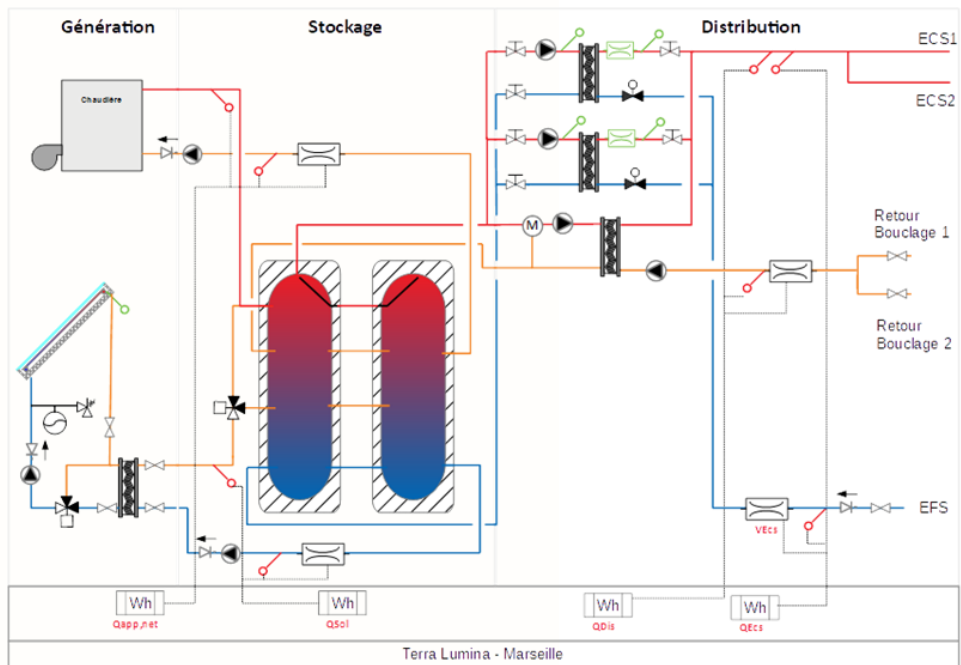 Génération
Stockage
Distribution
ECS1
ECS2
Chaudière
M
Retour
Bouclage 1
Retour
Bouclage 2
EFS
VEcs
Wh
Qapp,net
Wh
QSol
Wh
QDis
Wh
QEcs
Terra Lumina - Marseille